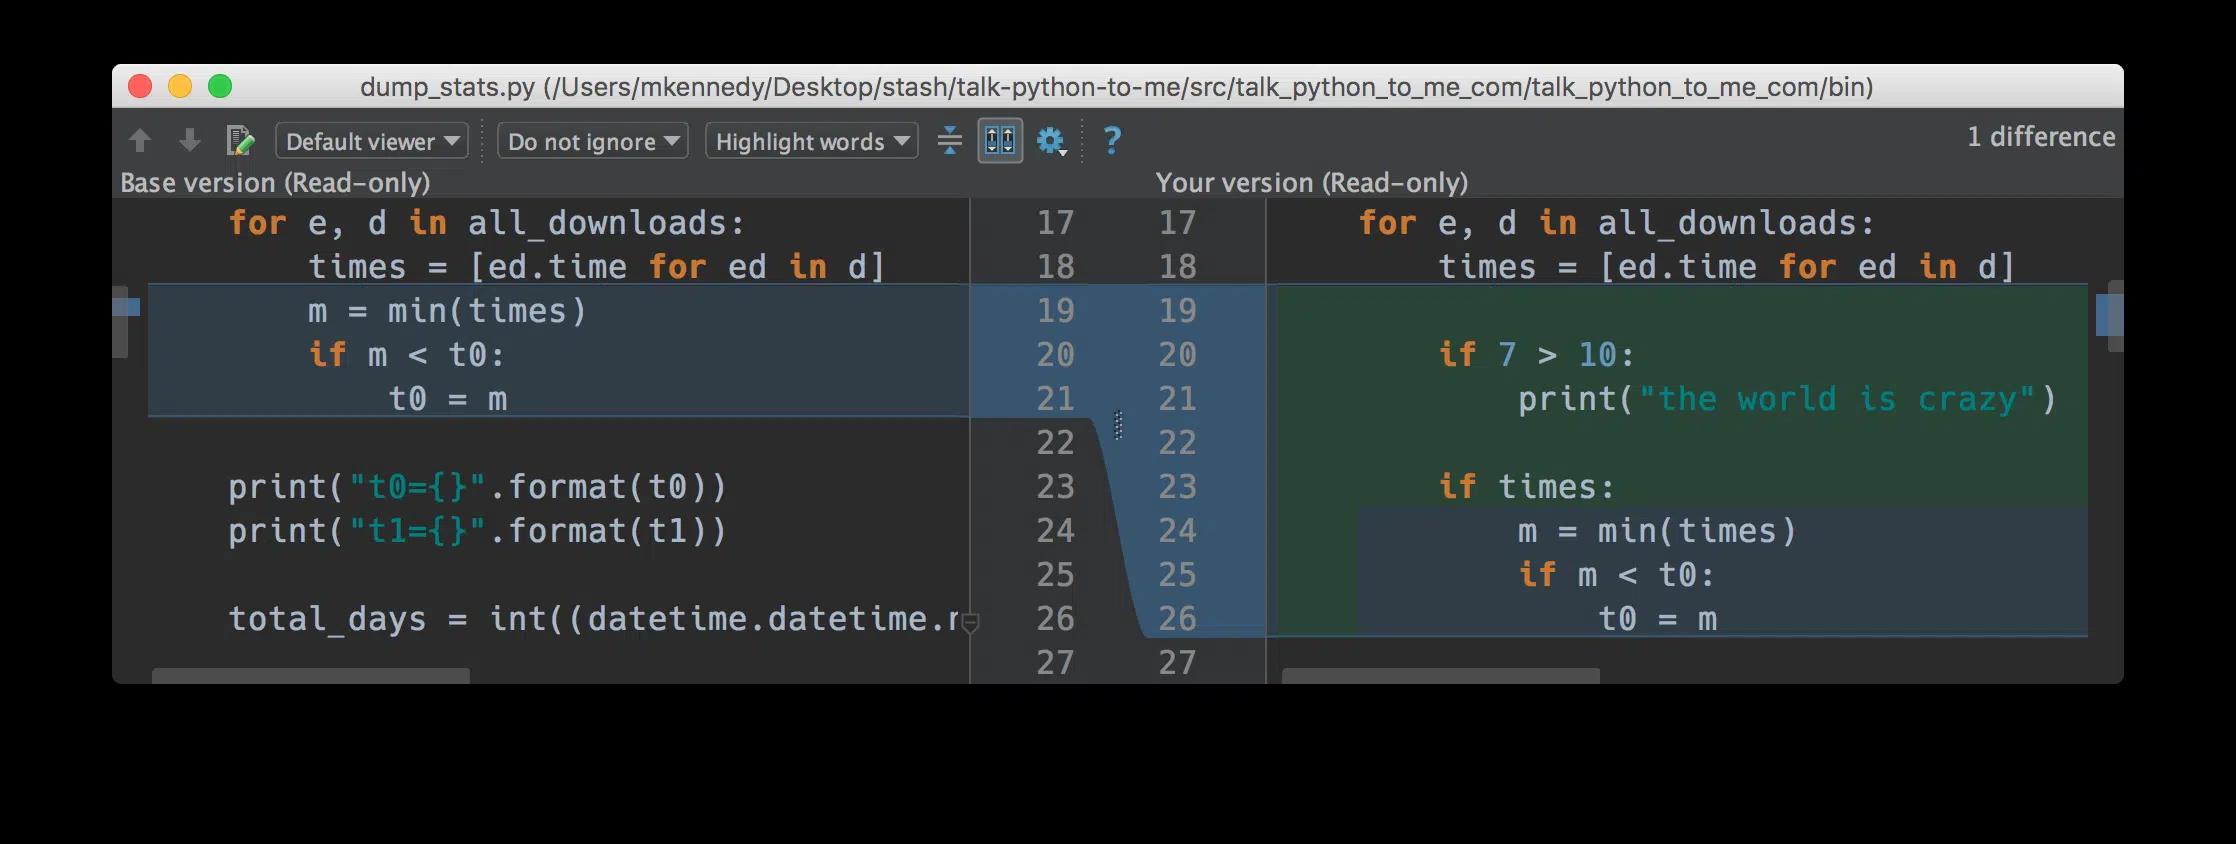 dump_stats.py (/Users/mkennedy/Desktop/stash/talk-python-to-me/src/talk_python_to_me_com/talk_python_to_me_com/bin)
Default viewer Do not ignore Highlight words ? 1 difference
Base version (Read-only)
for e, d in all_downloads: 17
times = [ed.time for ed in d] 18
m = min(times) 19
if m < t0: 20
t0 = m 21
22
print("t0={}".format(t0)) 23
print("t1={}".format(t1)) 24
25
total_days = int((datetime.datetime.r 26
27
Your version (Read-only)
17 for e, d in all_downloads:
18 times = [ed.time for ed in d]
19
20 if 7 > 10:
21 print("the world is crazy")
22
23 if times:
24 m = min(times)
25 if m < t0:
26 t0 = m
27